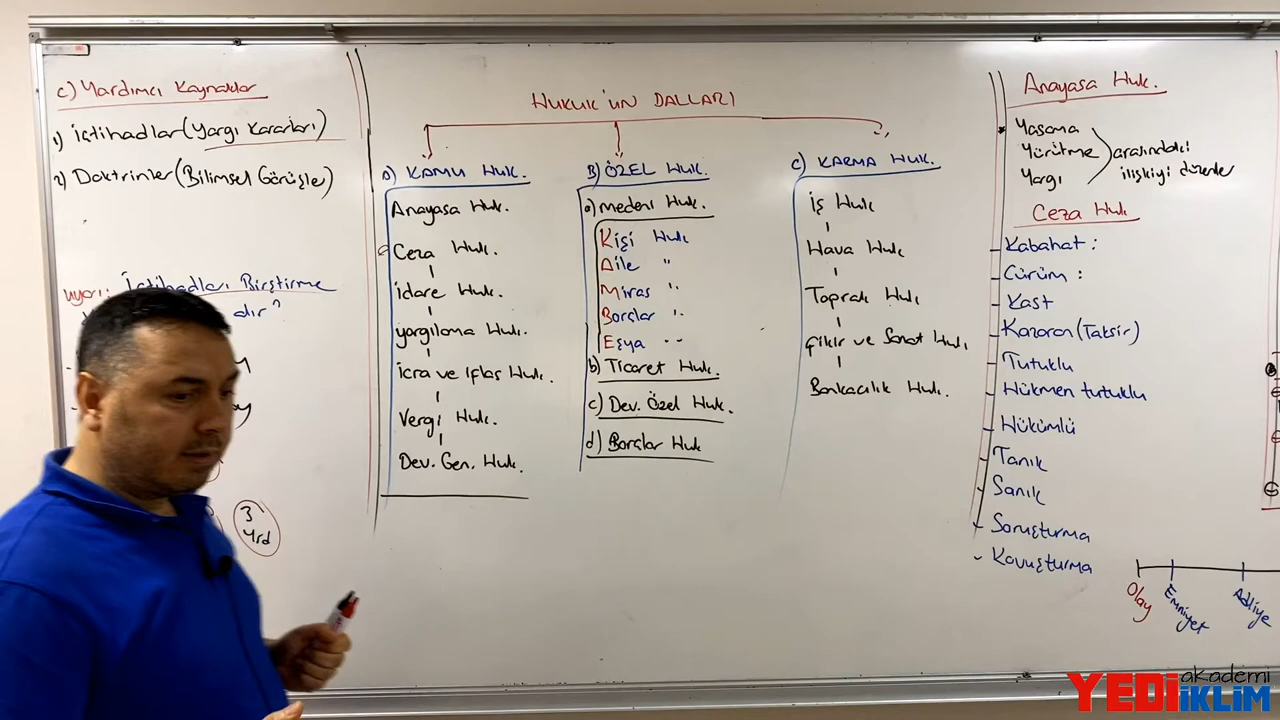 c) Yardımcı Kaynaklar
1) İçtihadlar (Yargı Kararları)
2) Doktrinler (Bilimsel Görüşler)
uyarı: İçtihadları Birştirme
dır?
3
Yrd
HUKUK'UN DALLARI
a) KAMU HUK.
Anayasa Huk.
Ceza Huk.
İdare Huk.
yargılama Huk.
İcra ve İflas Huk.
Vergi Huk.
Dev. Gen. Huk.
B) ÖZEL HUK.
a) medeni Huk.
Kişi Huk
Aile "
Miras "
Borçlar "
Eşya "
b) Ticaret Huk.
c) Dev. Özel Huk.
d) Borçlar Huk
c) KARMA HUK.
İş Huk
Hava Huk
Toprak Huk
Fikir ve Sanat Huk.
Bankacılık Huk.
Anayasa Huk.
Yasama
Yürütme
Yargı
arasındaki
ilişkiyi düzenler
Ceza Huk
Kabahat :
Cürüm :
Kast
Kazaran (Taksir)
Tutuklu
Hükmen tutuklu
Hükümlü
Tanık
Sanık
Soruşturma
Kovuşturma
Olay
Emniyet
Adliye
YEDİ İKLİM
akademi